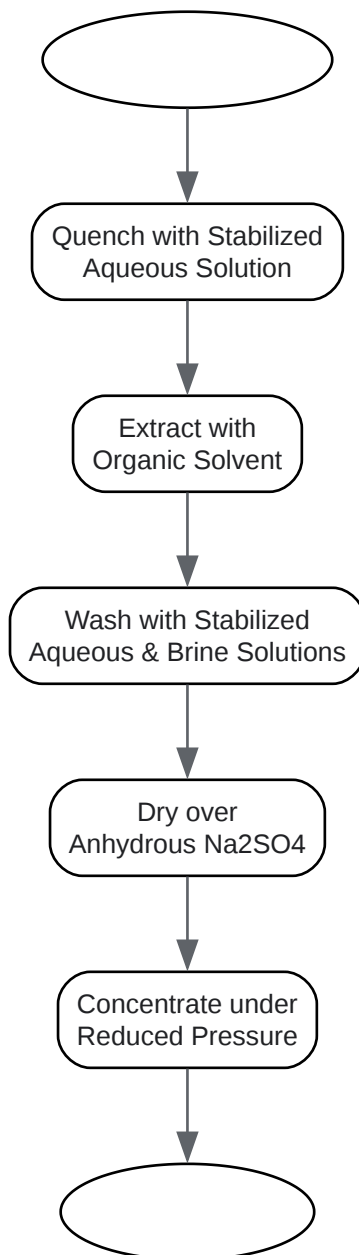 Quench with Stabilized
Aqueous Solution
Extract with
Organic Solvent
Wash with Stabilized
Aqueous & Brine Solutions
Dry over
Anhydrous Na2SO4
Concentrate under
Reduced Pressure